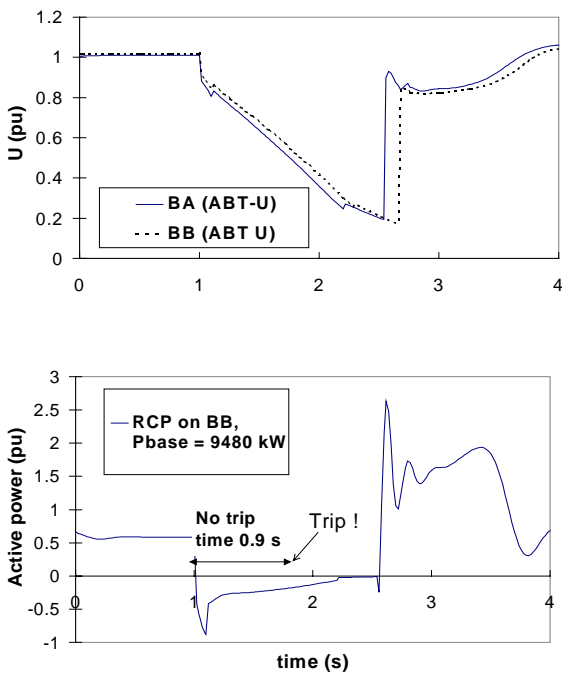 1.2
1
0.8
0.6
0.4
0.2
0
U (pu)
BA (ABT-U)
BB (ABT U)
0 1 2 3 4
3
2.5
2
1.5
1
0.5
0
-0.5
-1
Active power (pu)
RCP on BB,
Pbase = 9480 kW
No trip
time 0.9 s
Trip !
0 1 2 3 4
time (s)